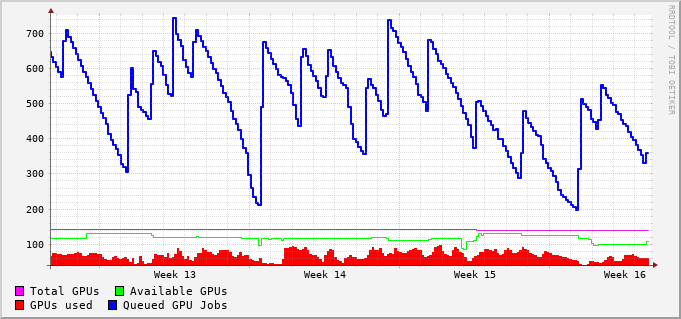 700
600
500
400
300
200
100
Week 13 Week 14 Week 15 Week 16
Total GPUs Available GPUs
GPUs used Queued GPU Jobs
RRDTOOL / TOBI OETIKER